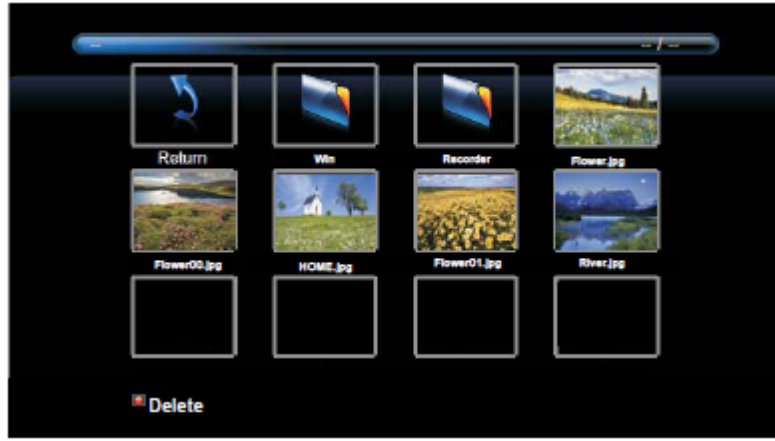 -- -- / --
Return Win Recorder Flower.jpg
Flower00.jpg HOME.jpg Flower01.jpg River.jpg
Delete